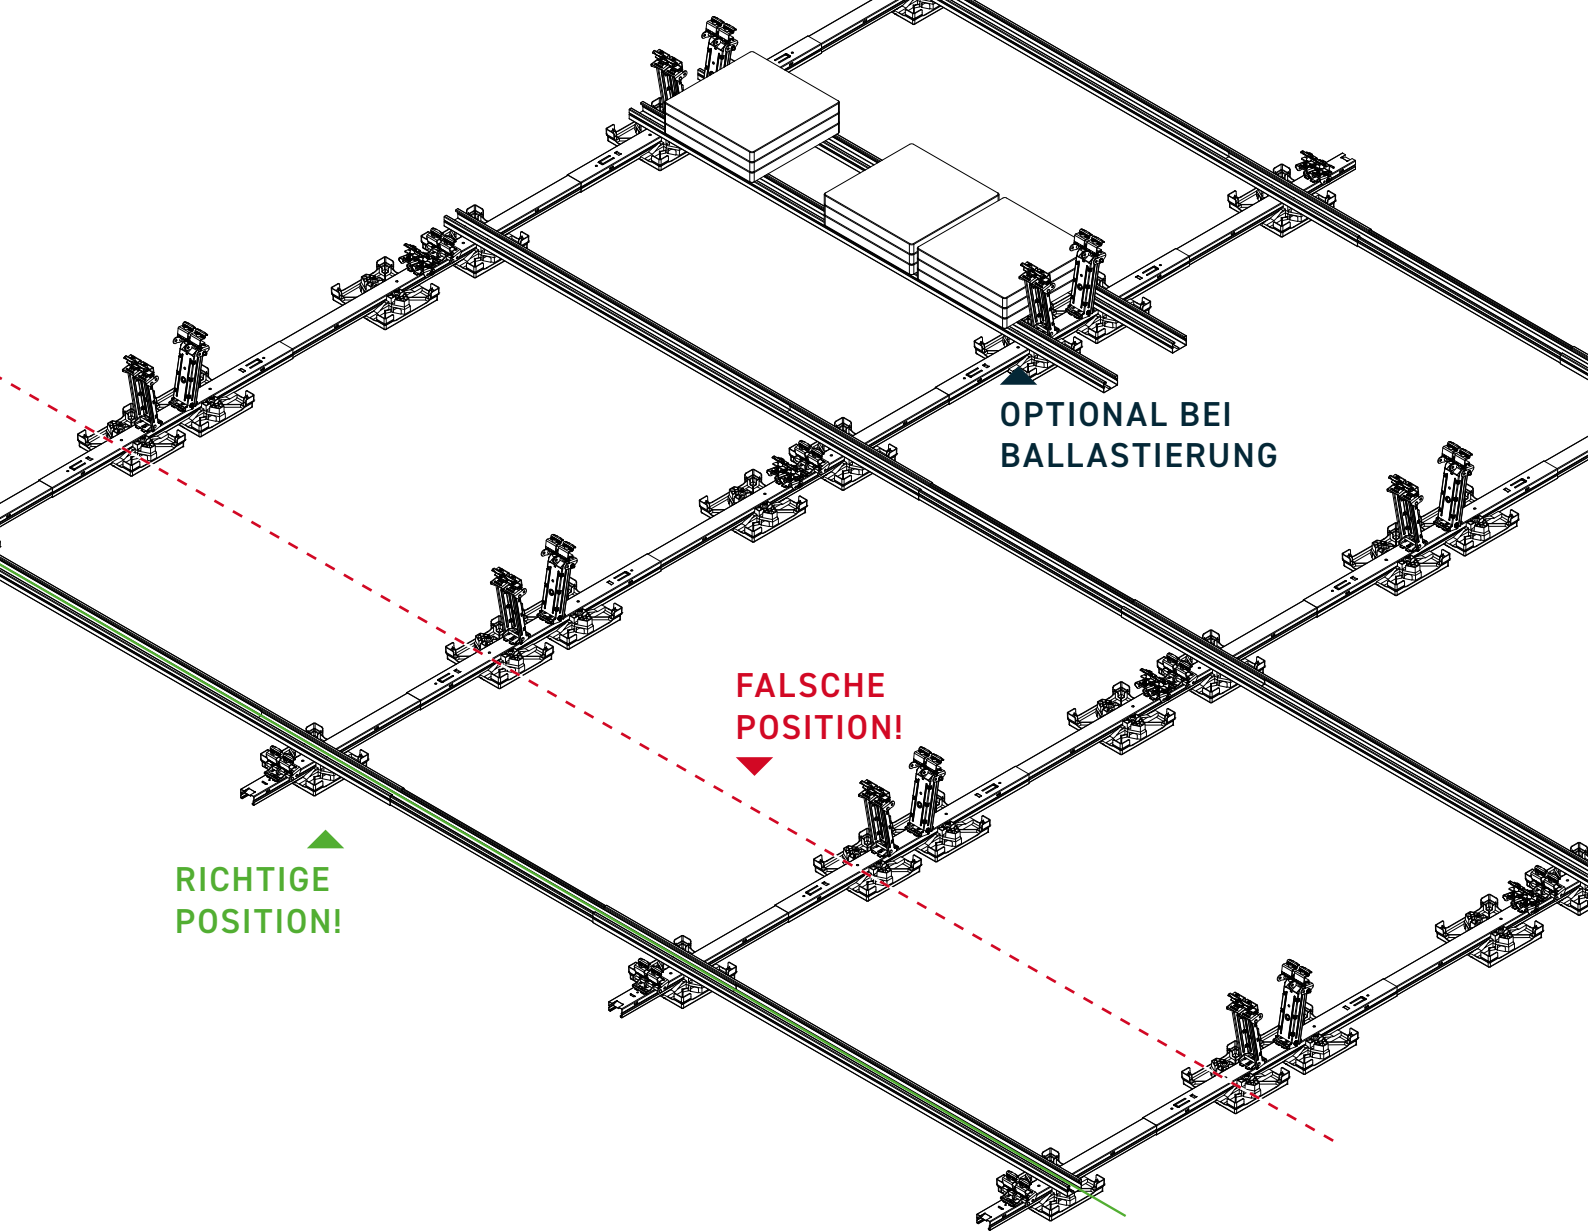 OPTIONAL BEI
BALLASTIERUNG
FALSCHE
POSITION!
RICHTIGE
POSITION!